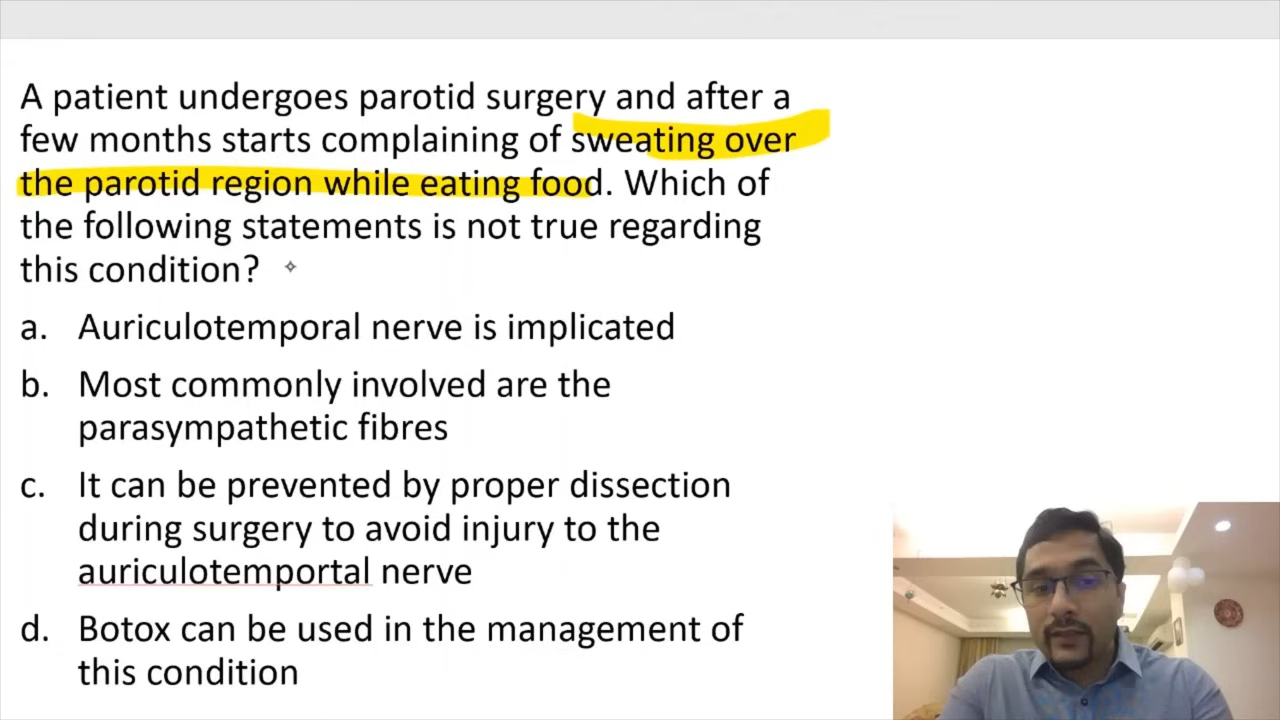 A patient undergoes parotid surgery and after a
few months starts complaining of sweating over
the parotid region while eating food. Which of
the following statements is not true regarding
this condition?
a. Auriculotemporal nerve is implicated
b. Most commonly involved are the
parasympathetic fibres
c. It can be prevented by proper dissection
during surgery to avoid injury to the
auriculotemportal nerve
d. Botox can be used in the management of
this condition